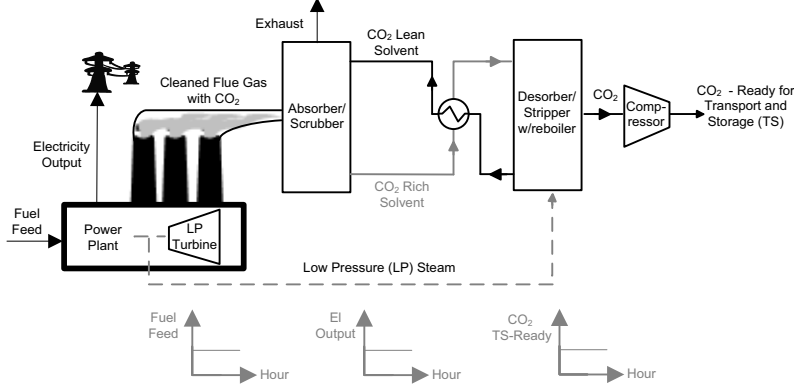 Exhaust
CO2 Lean
Solvent
Cleaned Flue Gas
with CO2
Absorber/
Scrubber
Desorber/
Stripper
w/reboiler
CO2
Comp-
ressor
CO2 - Ready for
Transport and
Storage (TS)
Electricity
Output
CO2 Rich
Solvent
Fuel
Feed
Power
Plant
LP
Turbine
Low Pressure (LP) Steam
Fuel
Feed
Hour
El
Output
Hour
CO2
TS-Ready
Hour